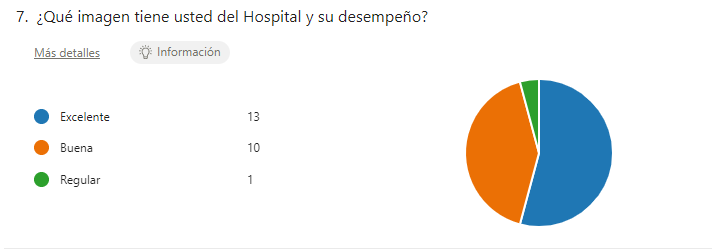 7. ¿Qué imagen tiene usted del Hospital y su desempeño?
Más detalles Información
Excelente 13
Buena 10
Regular 1